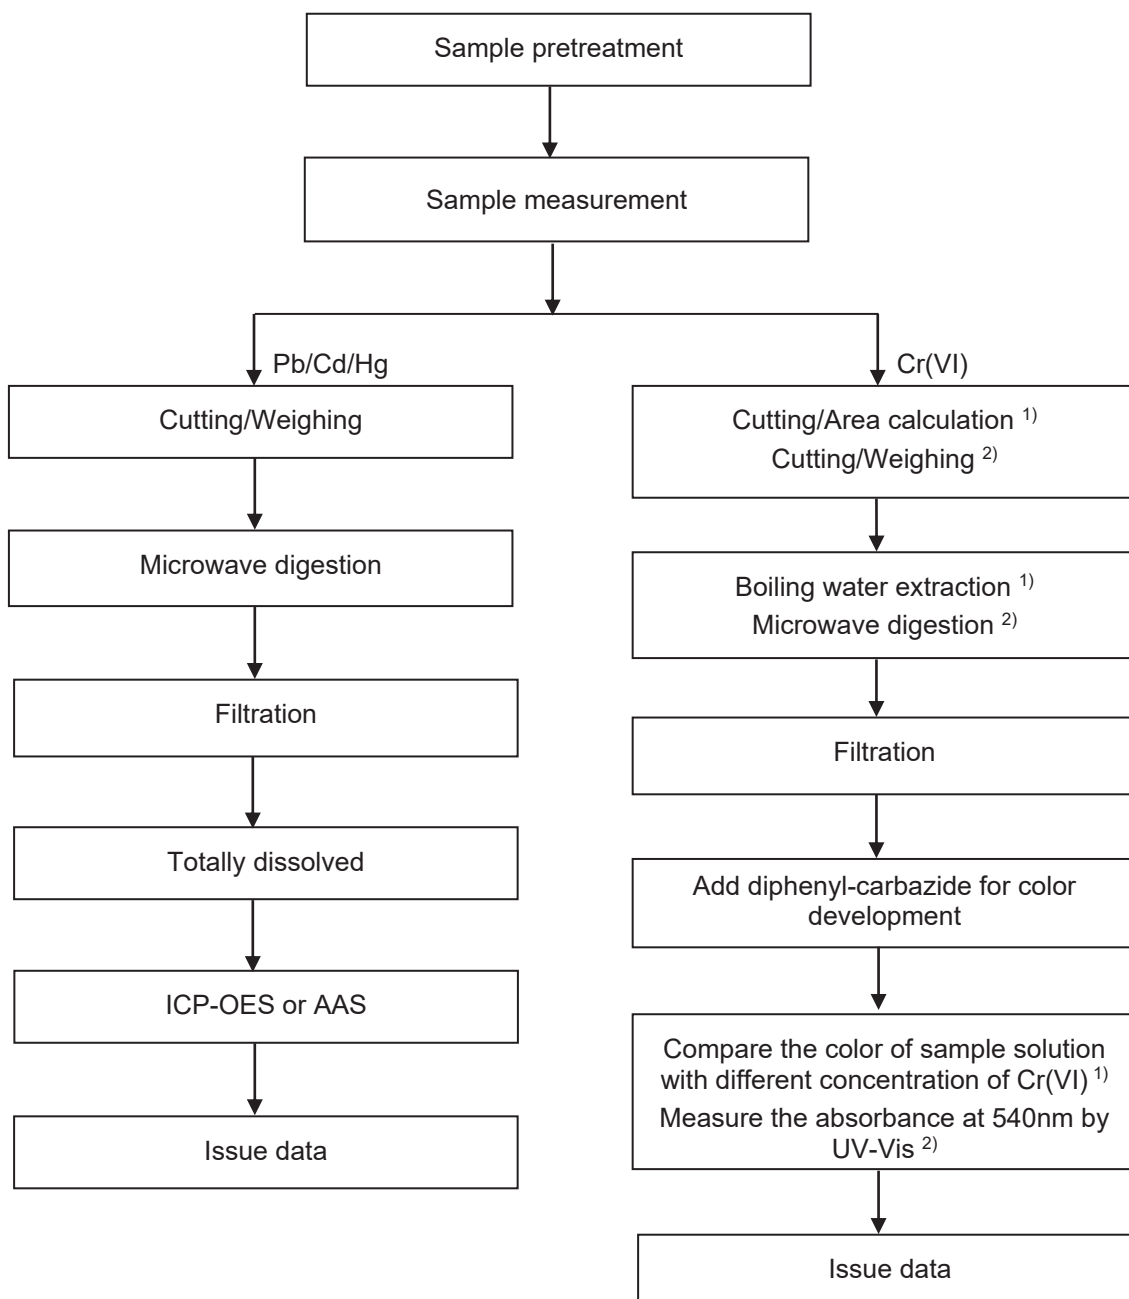 Sample pretreatment
Sample measurement
Pb/Cd/Hg
Cutting/Weighing
Microwave digestion
Filtration
Totally dissolved
ICP-OES or AAS
Issue data
Cr(VI)
Cutting/Area calculation 1)
Cutting/Weighing 2)
Boiling water extraction 1)
Microwave digestion 2)
Filtration
Add diphenyl-carbazide for color
development
Compare the color of sample solution
with different concentration of Cr(VI) 1)
Measure the absorbance at 540nm by
UV-Vis 2)
Issue data